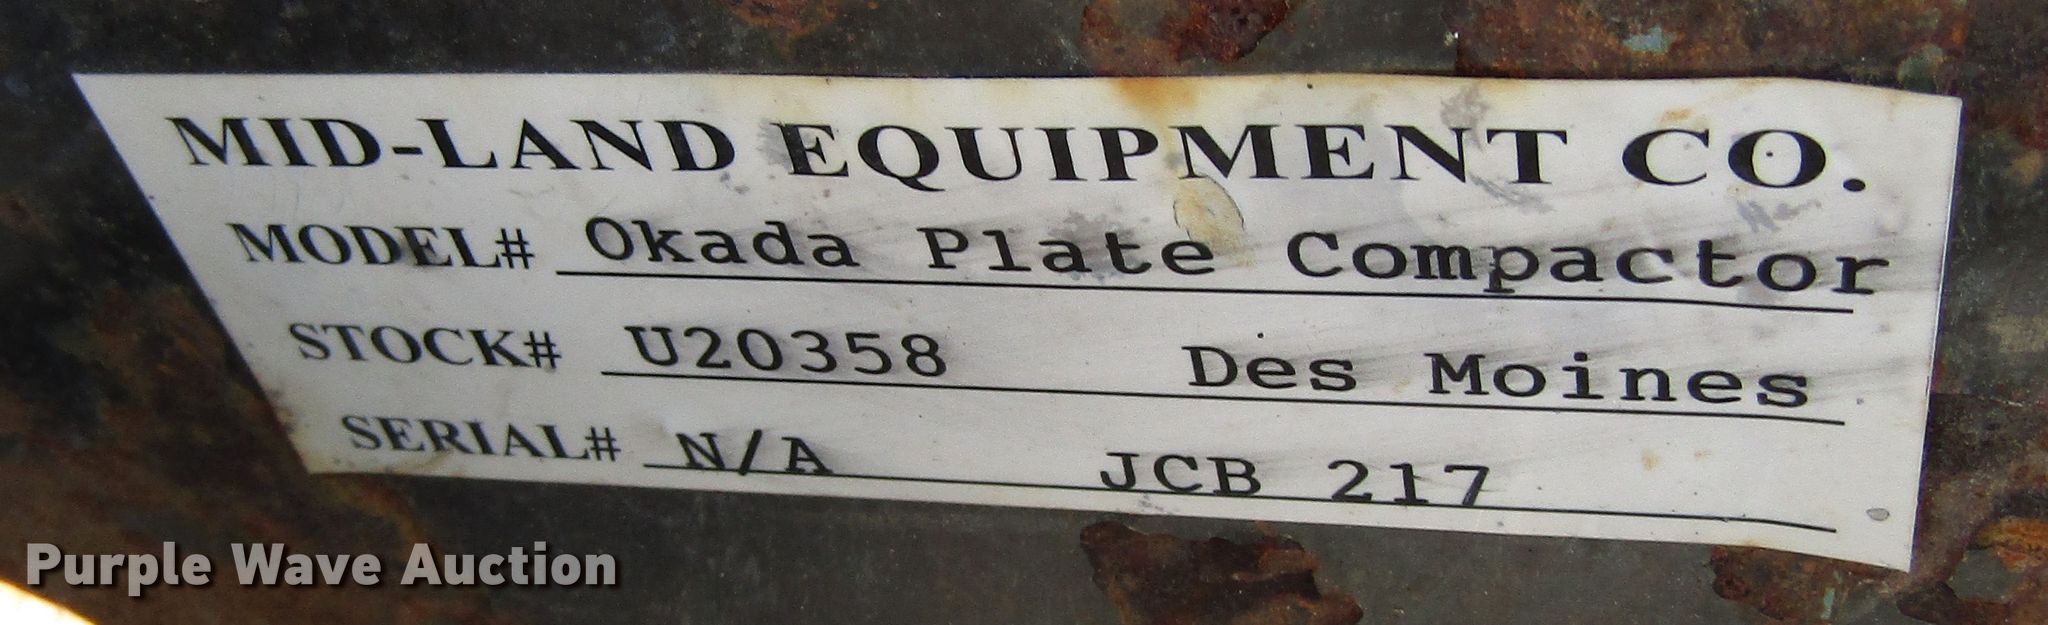 MID-LAND EQUIPMENT CO.
MODEL# Okada Plate Compactor
STOCK# U20358 Des Moines
SERIAL# N/A JCB 217
Purple Wave Auction